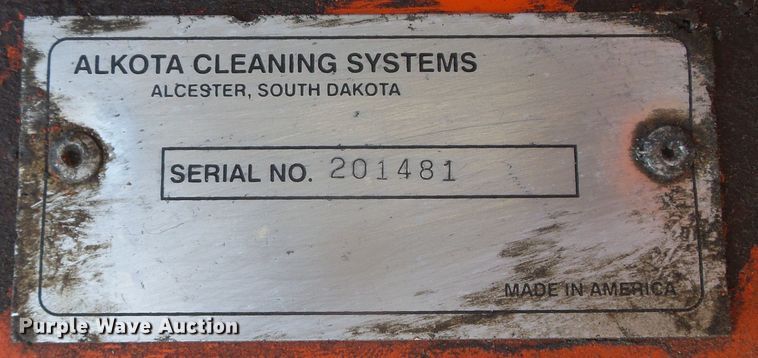 ALKOTA CLEANING SYSTEMS
ALCESTER, SOUTH DAKOTA
SERIAL NO. 201481
MADE IN AMERICA
Purple Wave Auction